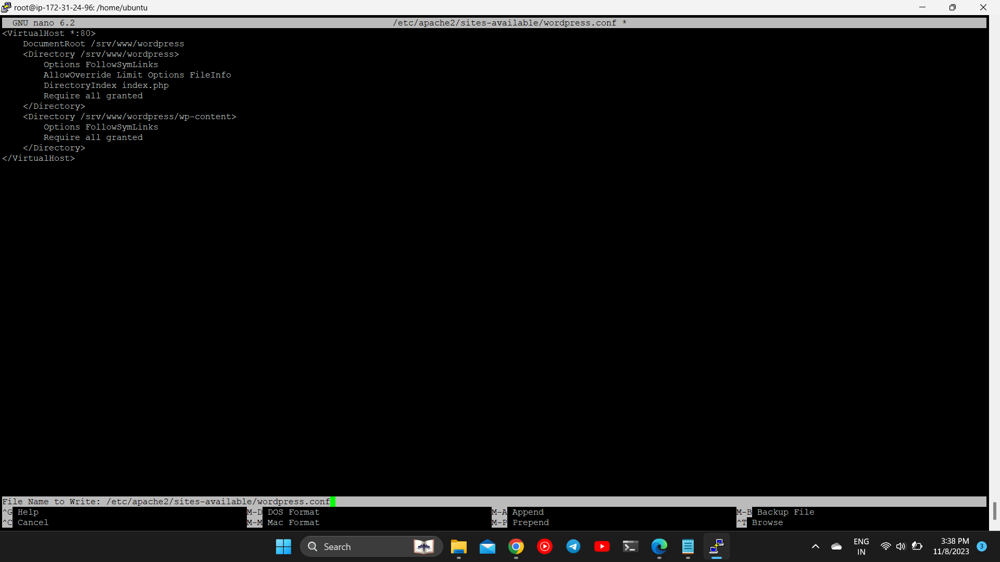 root@ip-172-31-24-96: /home/ubuntu
GNU nano 6.2 /etc/apache2/sites-available/wordpress.conf *
<VirtualHost *:80>
    DocumentRoot /srv/www/wordpress
    <Directory /srv/www/wordpress>
        Options FollowSymLinks
        AllowOverride Limit Options FileInfo
        DirectoryIndex index.php
        Require all granted
    </Directory>
    <Directory /srv/www/wordpress/wp-content>
        Options FollowSymLinks
        Require all granted
    </Directory>
</VirtualHost>
File Name to Write: /etc/apache2/sites-available/wordpress.conf
^G Help M-D DOS Format M-A Append M-B Backup File
^C Cancel M-M Mac Format M-P Prepend ^T Browse
Search
ENG
IN
3:38 PM
11/8/2023
3